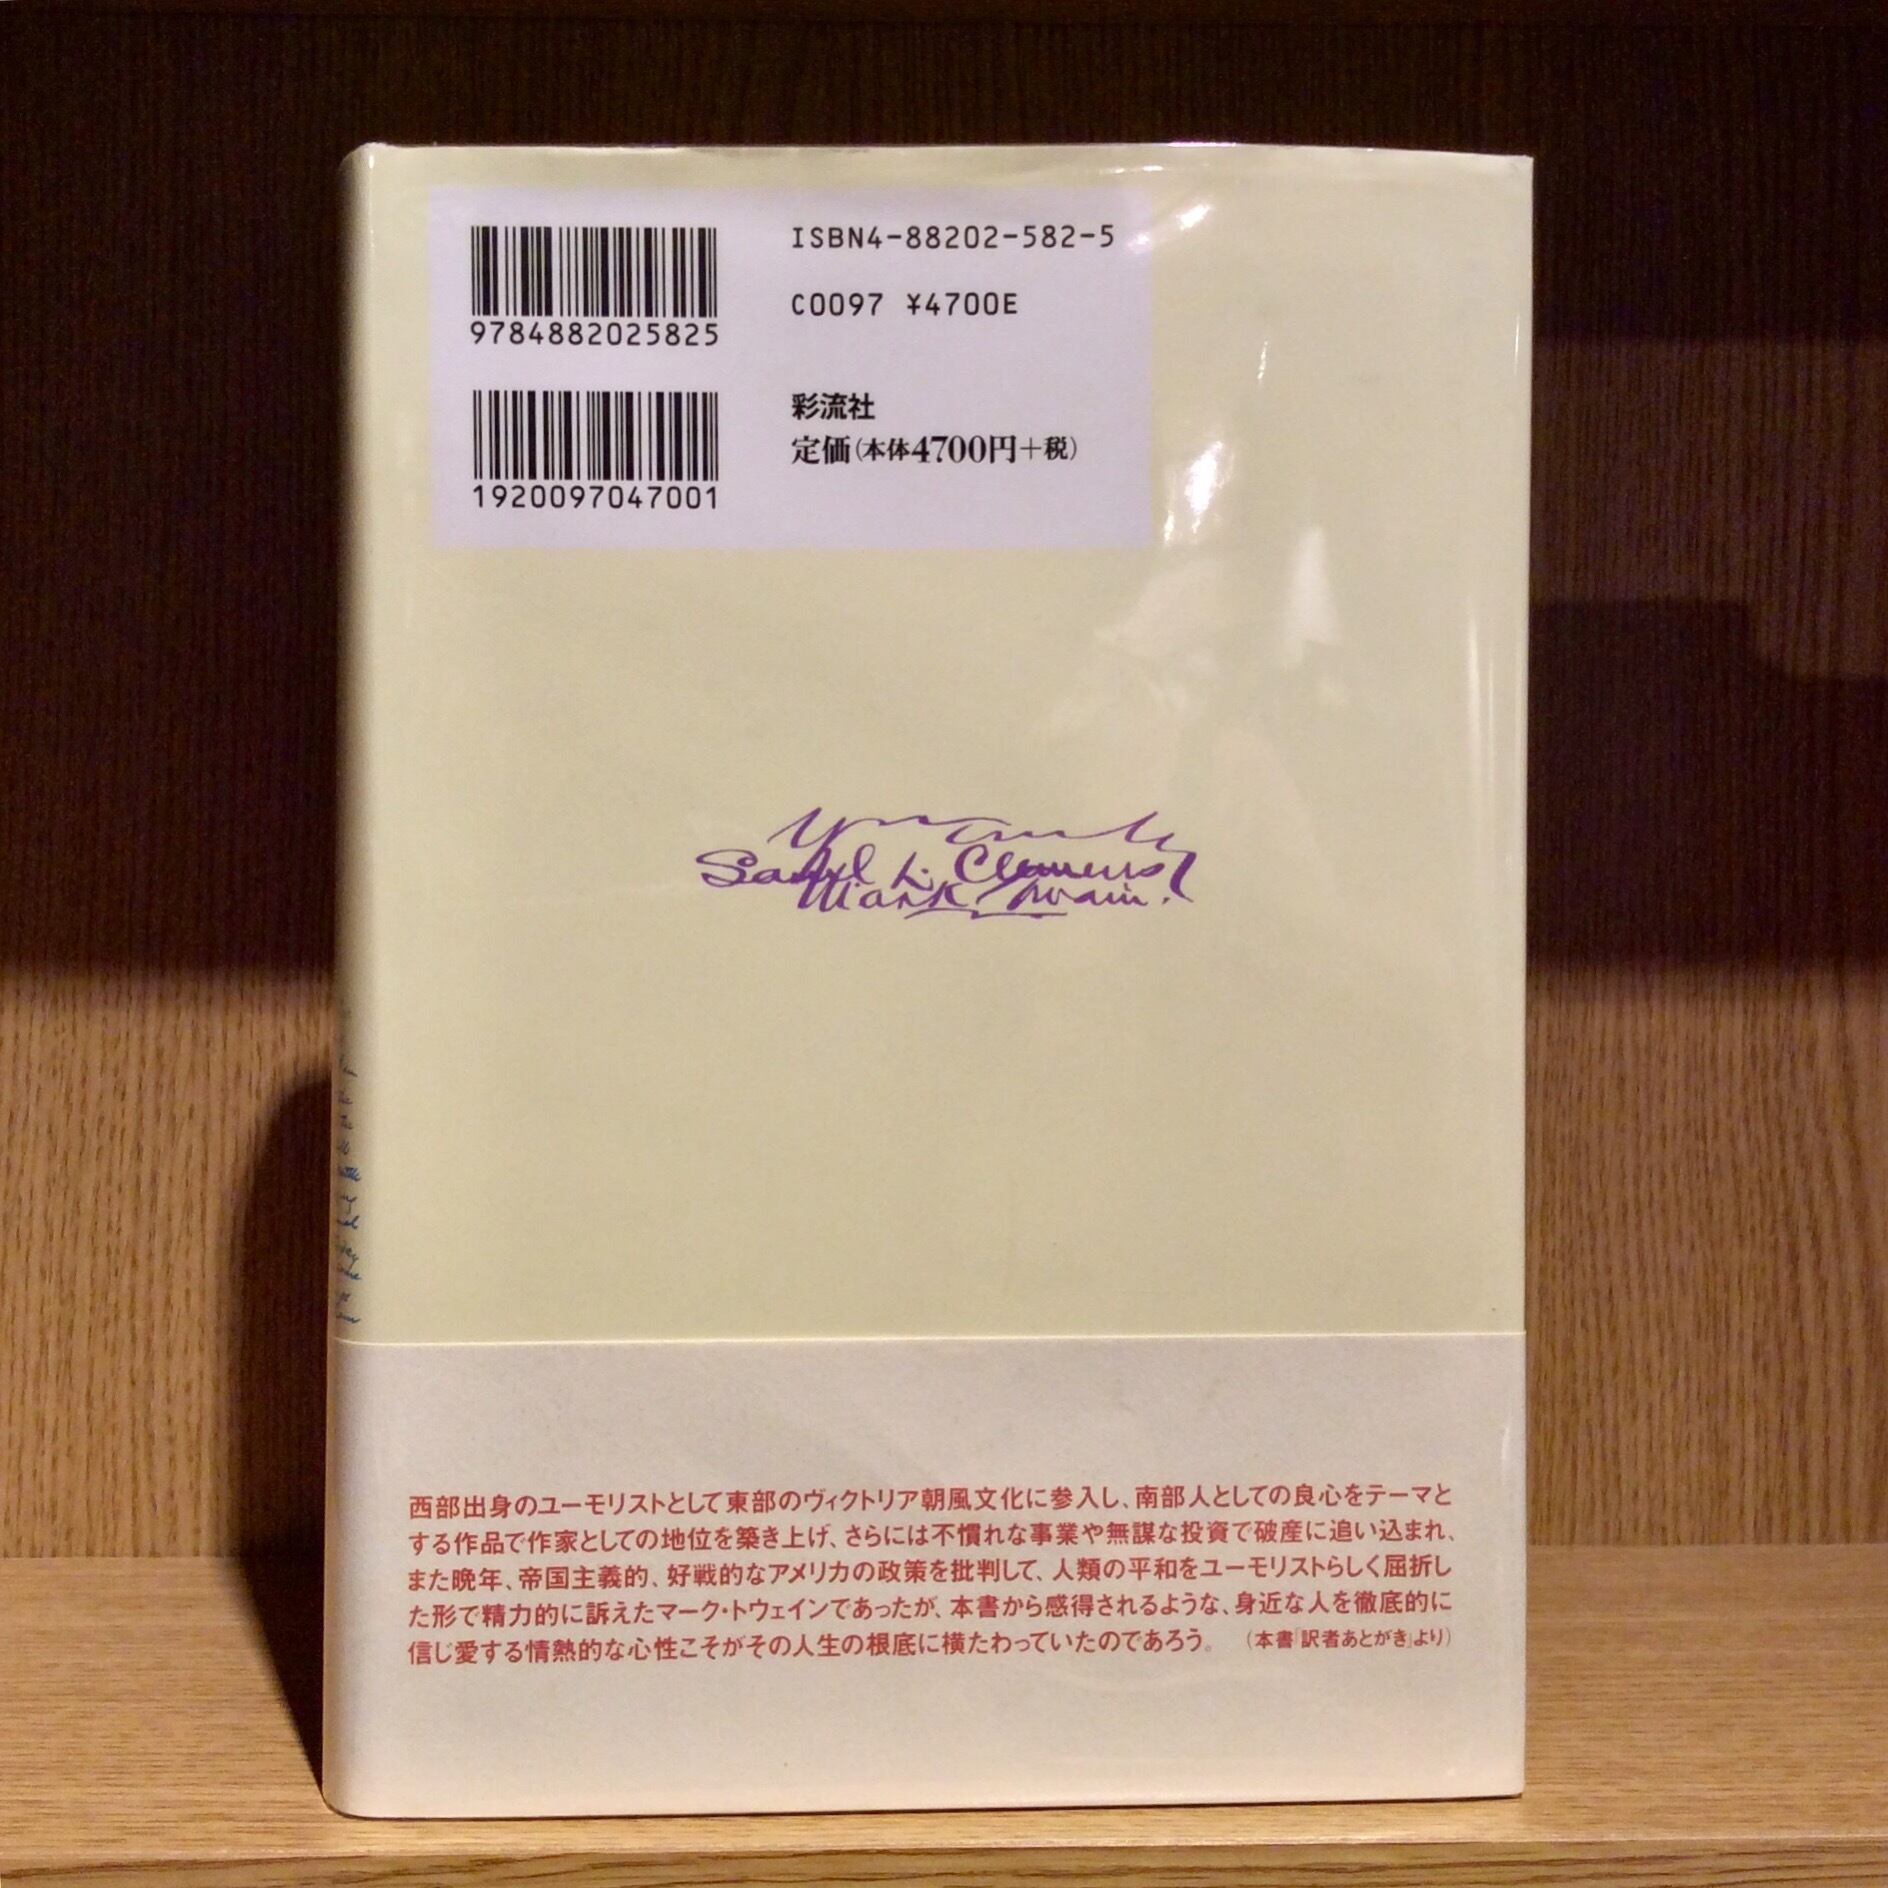 9784882025825
ISBN4-88202-582-5
C0097 ¥4700E
1920097047001
彩流社
定価(本体4700円+税)
Saml L. Clemens
Mark Twain.
西部出身のユーモリストとして東部のヴィクトリア朝風文化に参入し、南部人としての良心をテーマと
する作品で作家としての地位を築き上げ、さらには不慣れな事業や無謀な投資で破産に追い込まれ、
また晩年、帝国主義的、好戦的なアメリカの政策を批判して、人類の平和をユーモリストらしく屈折し
た形で精力的に訴えたマーク・トウェインであったが、本書から感得されるような、身近な人を徹底的に
信じ愛する情熱的な心性こそがその人生の根底に横たわっていたのであろう。 (本書「訳者あとがき」より)